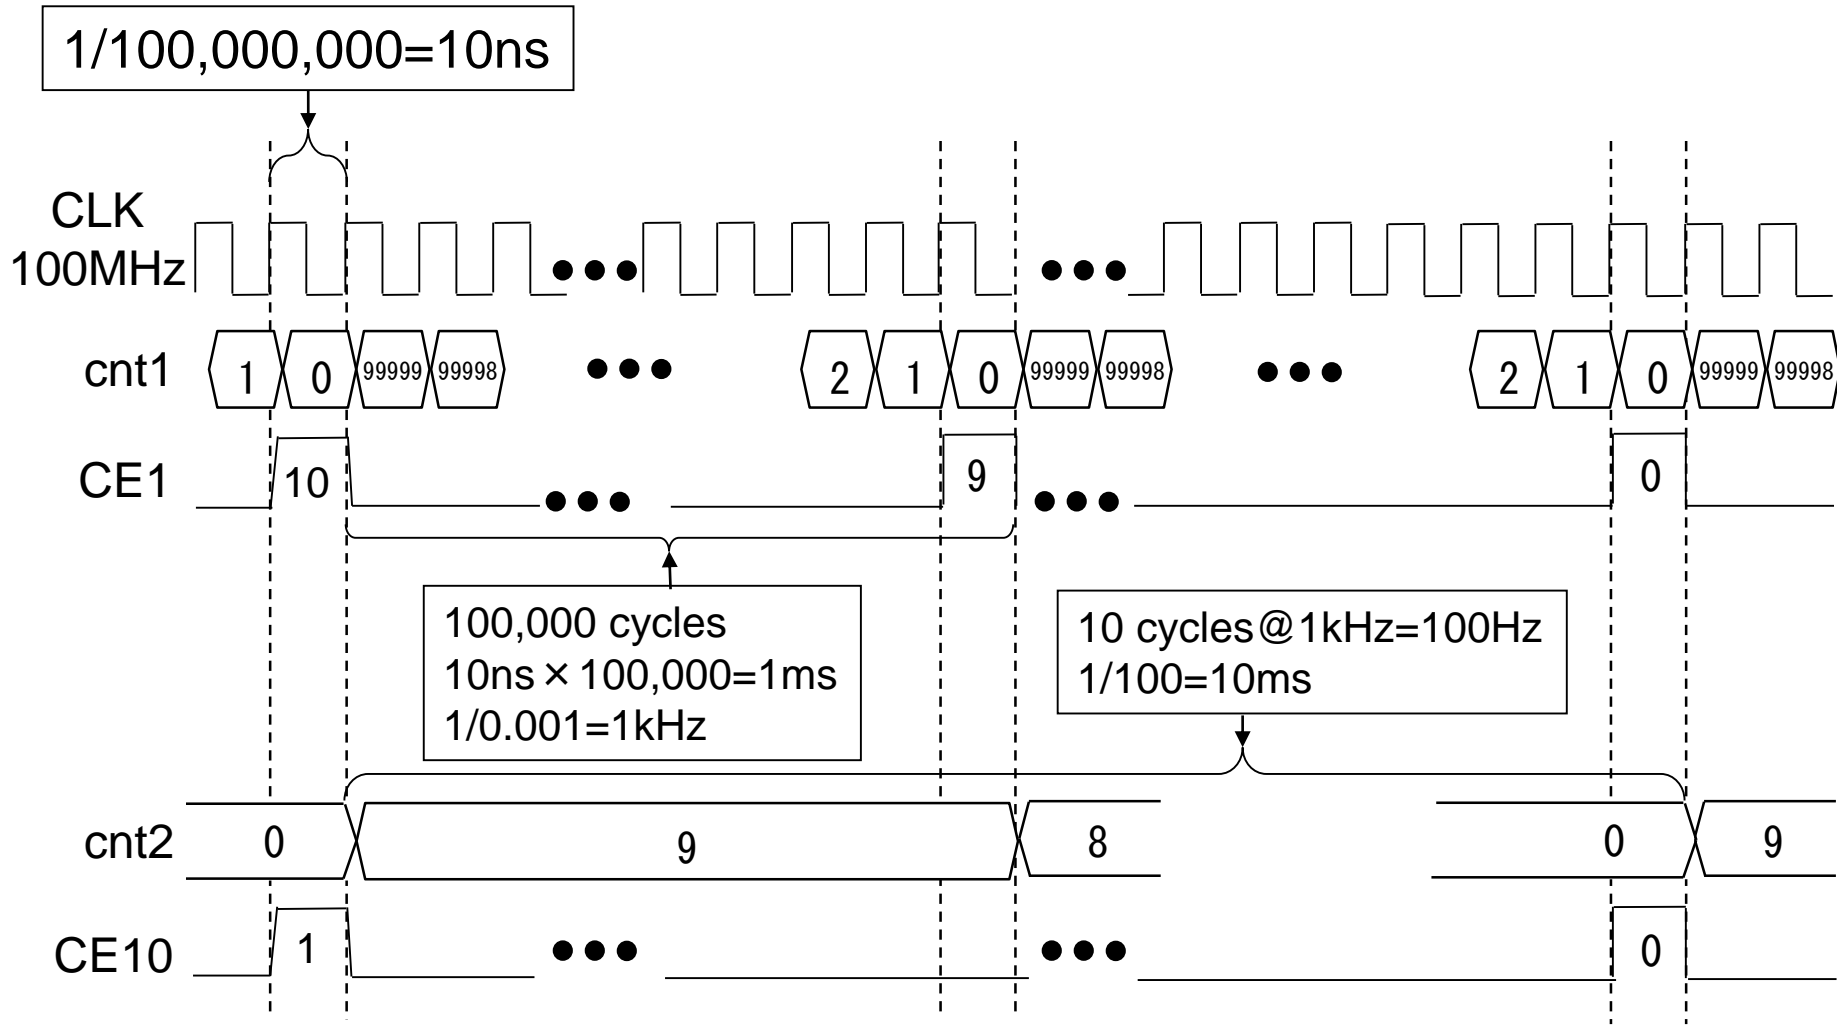 1/100,000,000=10ns
CLK
100MHz
cnt1 1 0 99999 99998 2 1 0 99999 99998 2 1 0 99999 99998
CE1 10 9 0
100,000 cycles
10ns×100,000=1ms
1/0.001=1kHz
10 cycles@1kHz=100Hz
1/100=10ms
cnt2 0 9 8 0 9
CE10 1 0